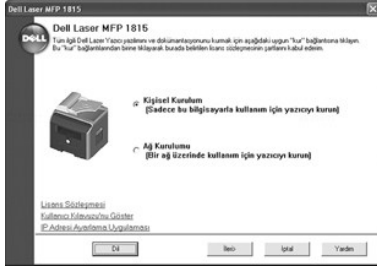 Dell Laser MFP 1815
Dell Laser MFP 1815
DELL
Tüm ilgili Dell Lazer Yazıcı yazılımını ve dokümantasyonunu kurmak için aşağıdaki uygun "kur" bağlantısına tıklayın.
Bu "kur" bağlantılarından birine tıklayarak burada belirtilen lisans sözleşmesinin şartlarını kabul ederim.
Kişisel Kurulum
(Sadece bu bilgisayarla kullanım için yazıcıyı kurun)
Ağ Kurulumu
(Bir ağ üzerinde kullanım için yazıcıyı kurun)
Lisans Sözleşmesi
Kullanıcı Kılavuzu'nu Göster
IP Adresi Ayarlama Uygulaması
Dil
İleri>
İptal
Yardım